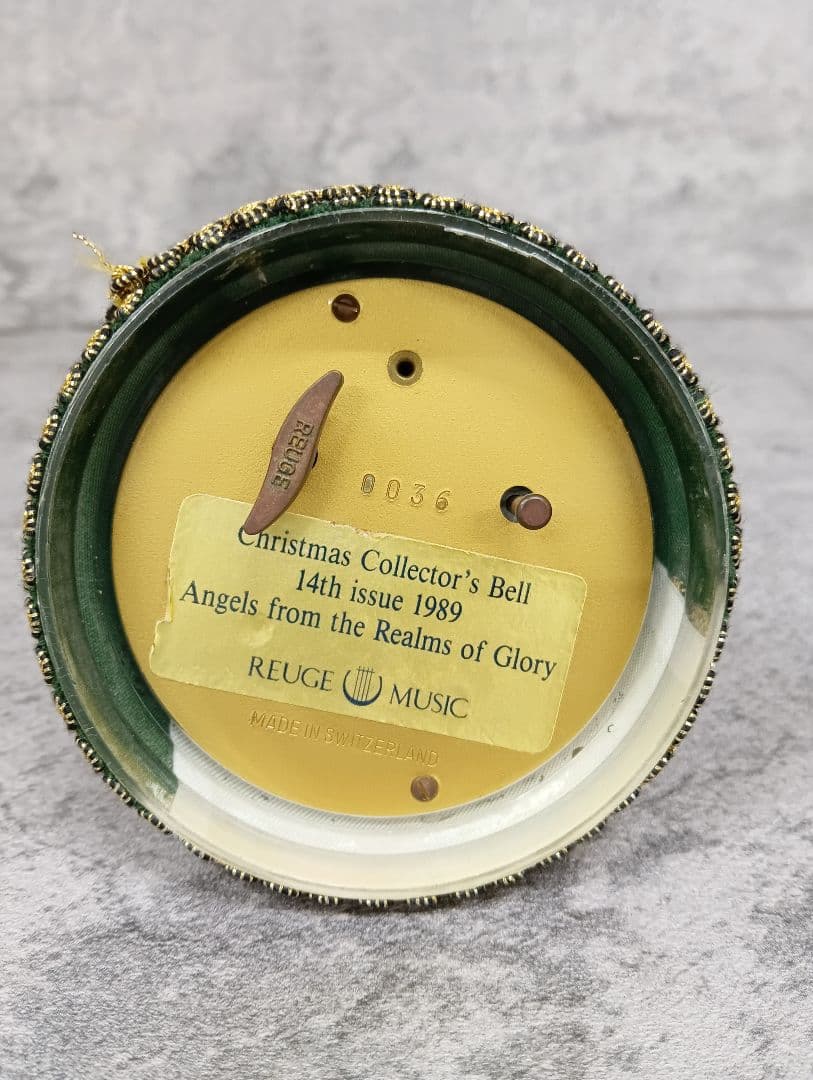 REUGE
0036
Christmas Collector's Bell
14th issue 1989
Angels from the Realms of Glory
REUGE MUSIC
MADE IN SWITZERLAND